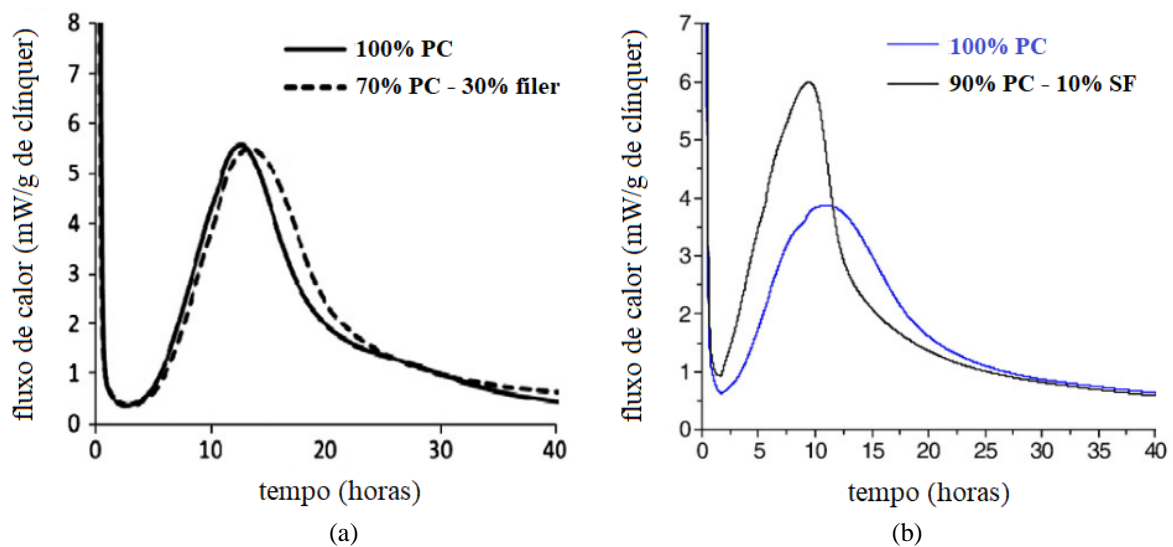 fluxo de calor (mW/g de clínquer)
8
7
6
5
4
3
2
1
0
100% PC
70% PC - 30% filer
0 10 20 30 40
tempo (horas)
(a)
fluxo de calor (mW/g de clínquer)
7
6
5
4
3
2
1
0
100% PC
90% PC - 10% SF
0 5 10 15 20 25 30 35 40
tempo (horas)
(b)